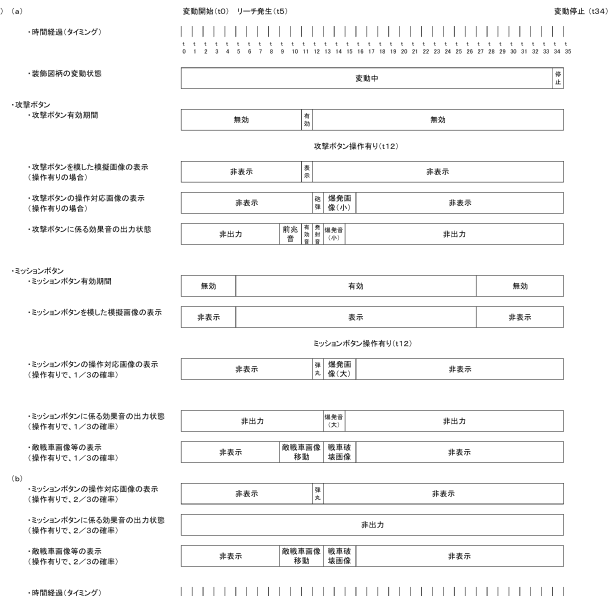 ) (a)
変動開始(t0) リーチ発生(t5) 変動停止 (t34)
・時間経過(タイミング)
t t t t t t t t t t t t t t t t t t t t t t t t t t t t t t t t t t t t
0 1 2 3 4 5 6 7 8 9 10 11 12 13 14 15 16 17 18 19 20 21 22 23 24 25 26 27 28 29 30 31 32 33 34 35
・装飾図柄の変動状態
変動中 停止
・攻撃ボタン
・攻撃ボタン有効期間
無効 有効 無効
攻撃ボタン操作有り(t12)
・攻撃ボタンを模した模擬画像の表示
(操作有りの場合)
非表示 表示 非表示
・攻撃ボタンの操作対応画像の表示
(操作有りの場合)
非表示 砲弾 爆発画像(小) 非表示
・攻撃ボタンに係る効果音の出力状態
非出力 前兆音 有効音 発射音 爆発音(小) 非出力
・ミッションボタン
・ミッションボタン有効期間
無効 有効 無効
・ミッションボタンを模した模擬画像の表示
非表示 表示 非表示
ミッションボタン操作有り(t12)
・ミッションボタンの操作対応画像の表示
(操作有りで、1/3の確率)
非表示 弾丸 爆発画像(大) 非表示
・ミッションボタンに係る効果音の出力状態
(操作有りで、1/3の確率)
非出力 爆発音(大) 非出力
・敵戦車画像等の表示
(操作有りで、1/3の確率)
非表示 敵戦車画像移動 戦車破壊画像 非表示
(b)
・ミッションボタンの操作対応画像の表示
(操作有りで、2/3の確率)
非表示 弾丸 非表示
・ミッションボタンに係る効果音の出力状態
(操作有りで、2/3の確率)
非出力
・敵戦車画像等の表示
(操作有りで、2/3の確率)
非表示 敵戦車画像移動 戦車破壊画像 非表示
・時間経過(タイミング)